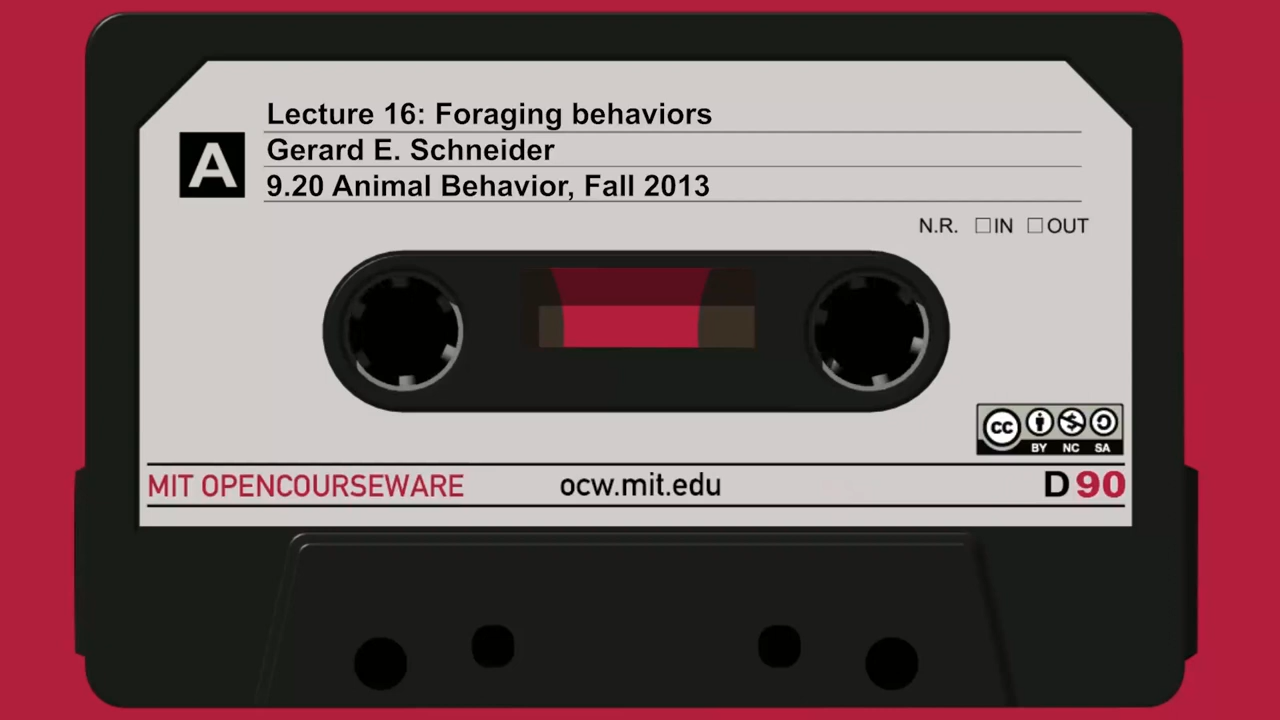 Lecture 16: Foraging behaviors
A
Gerard E. Schneider
9.20 Animal Behavior, Fall 2013
N.R. □IN □OUT
cc
BY NC SA
MIT OPENCOURSEWARE ocw.mit.edu D 90